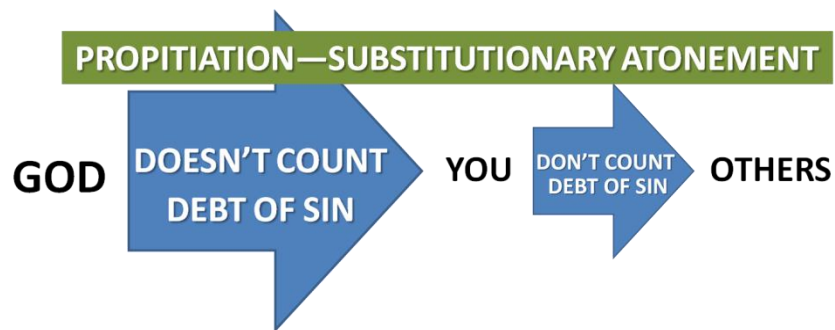 PROPITIATION—SUBSTITUTIONARY ATONEMENT
GOD
DOESN'T COUNT
DEBT OF SIN
YOU
DON'T COUNT
DEBT OF SIN
OTHERS